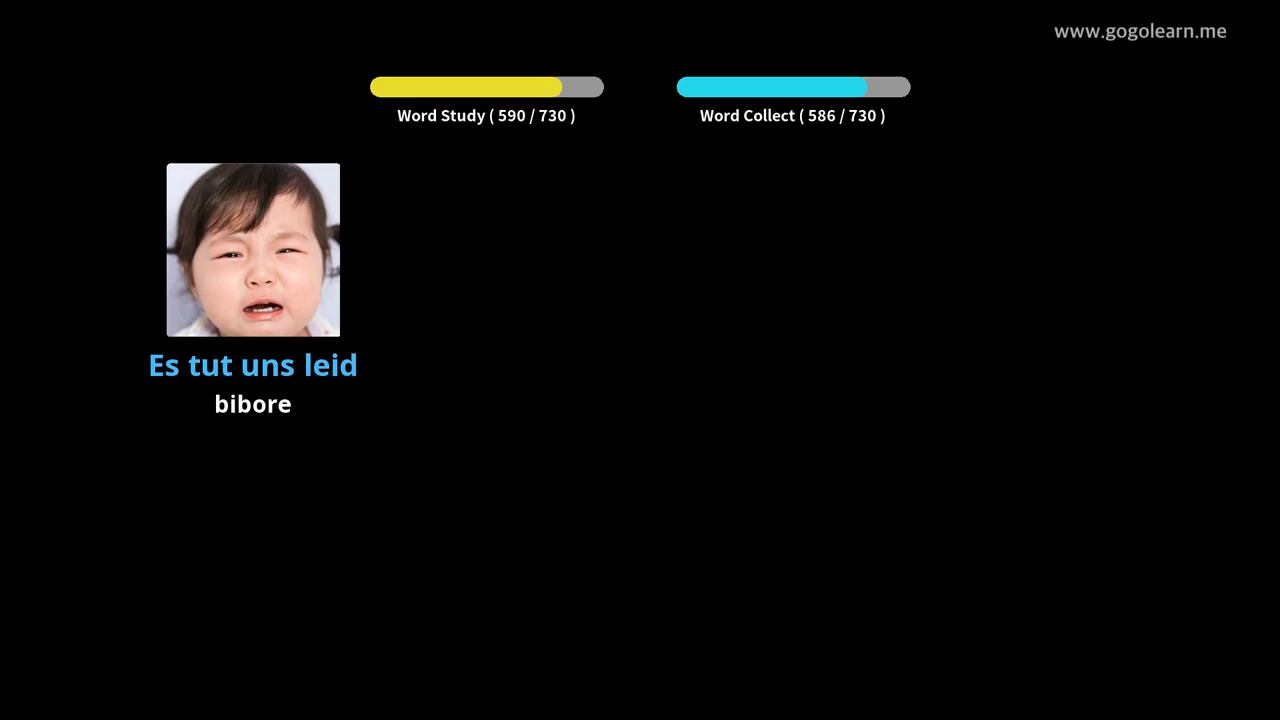 www.gogolearn.me
Word Study ( 590 / 730 )
Word Collect ( 586 / 730 )
Es tut uns leid
bibore